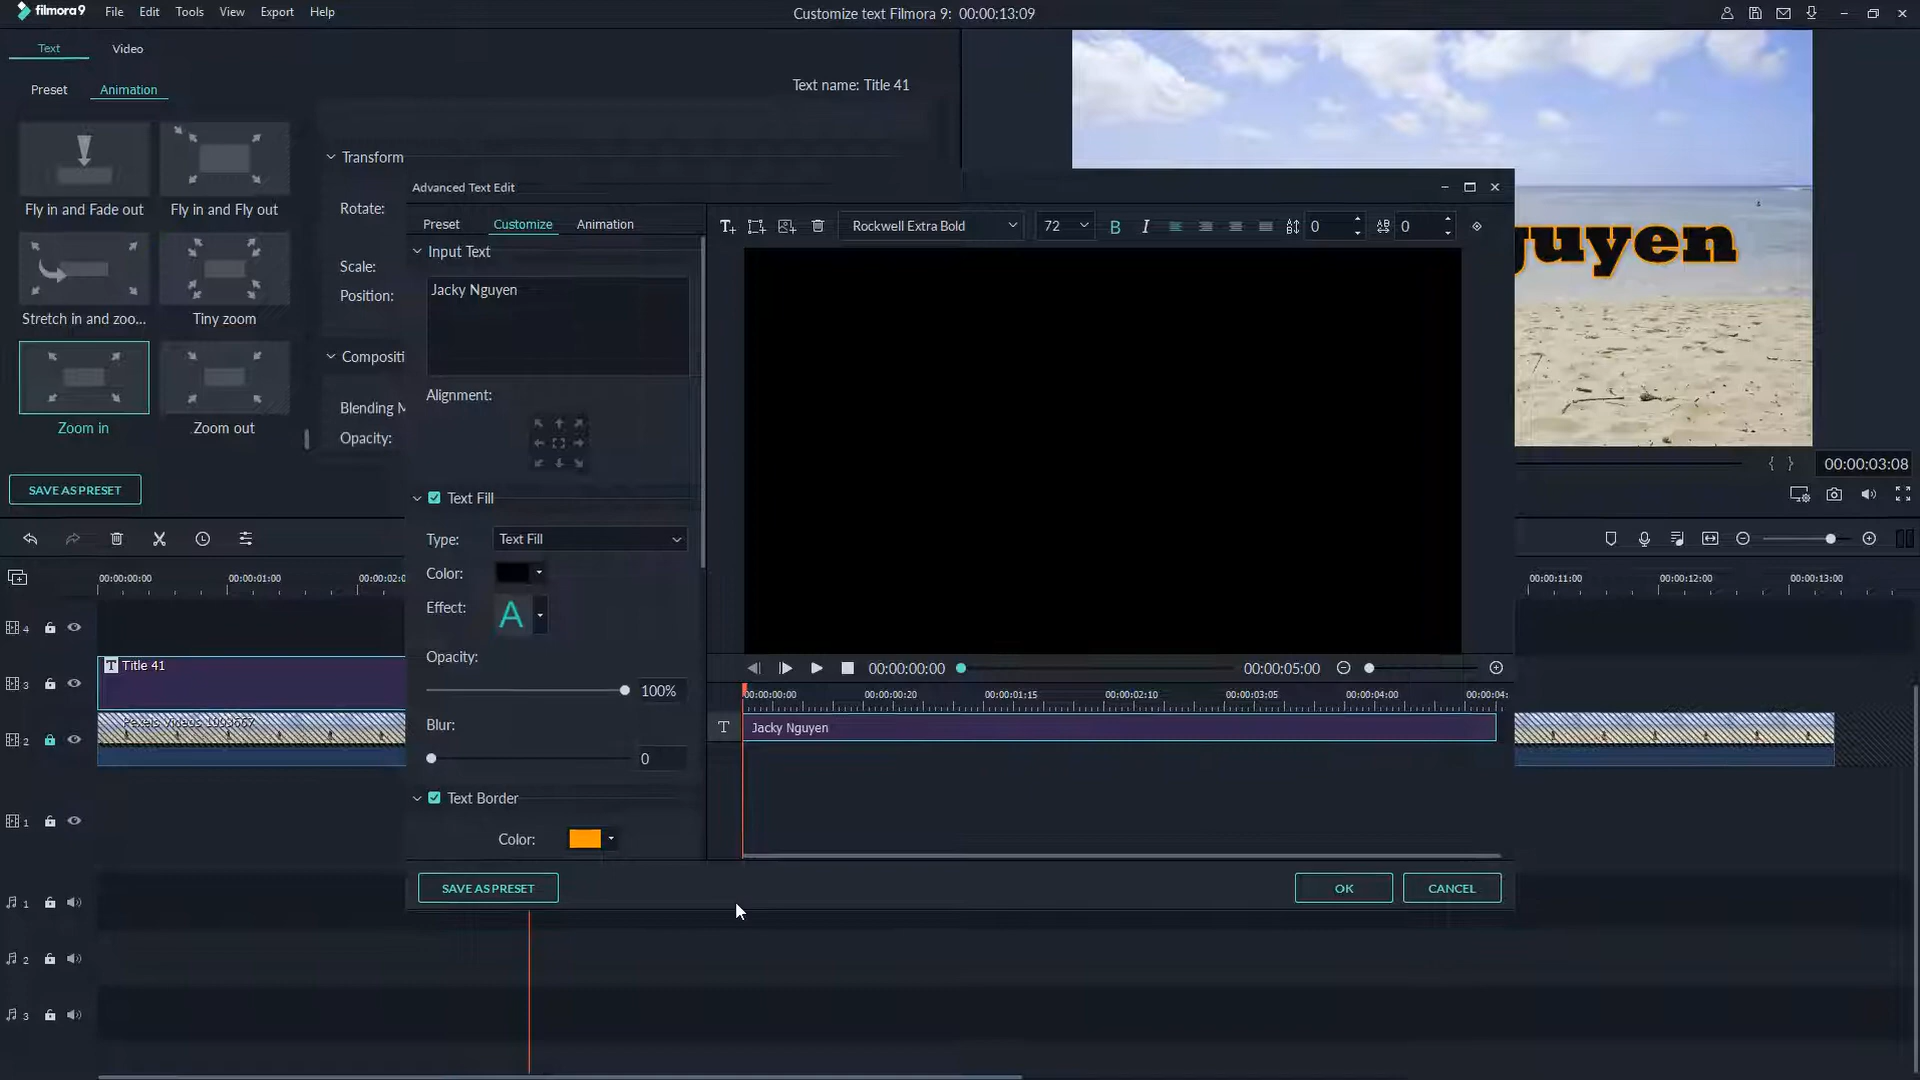 filmora9 File Edit Tools View Export Help Customize text Filmora 9: 00:00:13:09
Text Video
Text name: Title 41
Preset Animation
Transform
Fly in and Fade out Fly in and Fly out
Rotate:
Scale:
Position:
Stretch in and zoo... Tiny zoom
Compositi
Blending M
Opacity:
Zoom in Zoom out
SAVE AS PRESET
Advanced Text Edit
Preset Customize Animation
Rockwell Extra Bold 72 B I 0 0
Input Text
Jacky Nguyen
Alignment:
Text Fill
Type: Text Fill
Color:
Effect: A
Opacity:
100%
Blur:
0
Text Border
Color:
SAVE AS PRESET
00:00:00:00 00:00:05:00
00:00:00:00 00:00:00:20 00:00:01:15 00:00:02:10 00:00:03:05 00:00:04:00 00:00:04:
T Jacky Nguyen
OK CANCEL
guyen
00:00:03:08
00:00:00:00 00:00:01:00 00:00:02:0 00:00:11:00 00:00:12:00 00:00:13:00
4
3 T Title 41
2 Pexels Videos 1093667
1
1
2
3